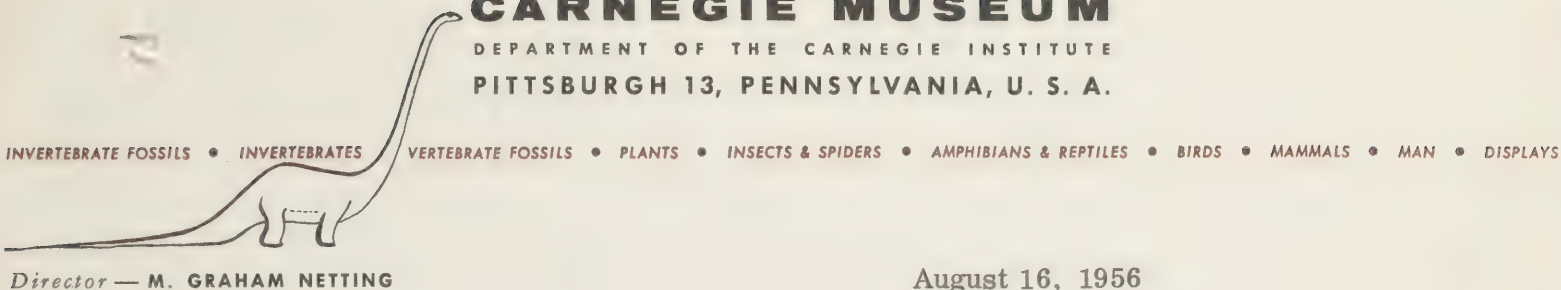 CARNEGIE MUSEUM
DEPARTMENT OF THE CARNEGIE INSTITUTE
PITTSBURGH 13, PENNSYLVANIA, U. S. A.
INVERTEBRATE FOSSILS • INVERTEBRATES VERTEBRATE FOSSILS • PLANTS • INSECTS & SPIDERS • AMPHIBIANS & REPTILES • BIRDS • MAMMALS • MAN • DISPLAYS
Director — M. GRAHAM NETTING August 16, 1956